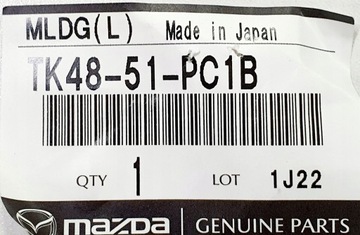 MLDG(L) Made in Japan
TK48-51-PC1B
QTY 1 LOT 1J22
mazda GENUINE PARTS